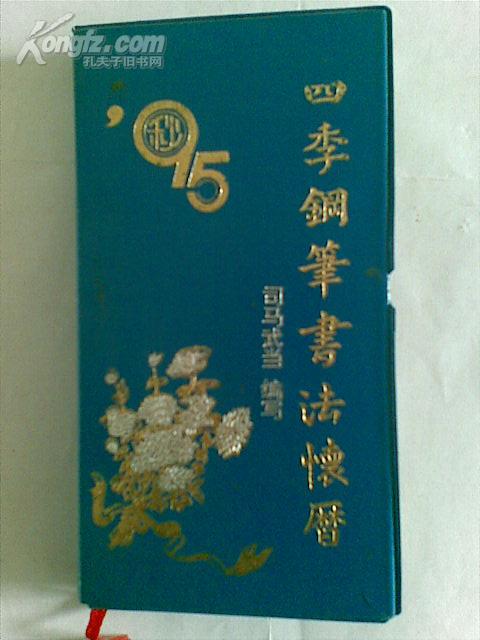 Kongfz.com
孔夫子旧书网
'95
秋
四季鋼筆書法懷曆
司马武当 编写